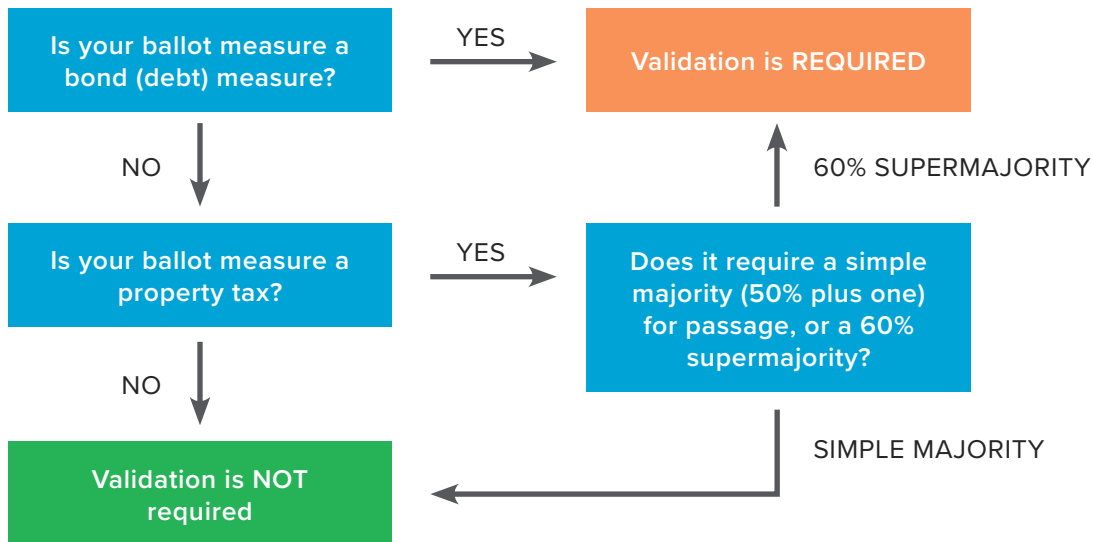 Is your ballot measure a
bond (debt) measure?
YES
Validation is REQUIRED
NO
60% SUPERMAJORITY
Is your ballot measure a
property tax?
YES
Does it require a simple
majority (50% plus one)
for passage, or a 60%
supermajority?
NO
SIMPLE MAJORITY
Validation is NOT
required